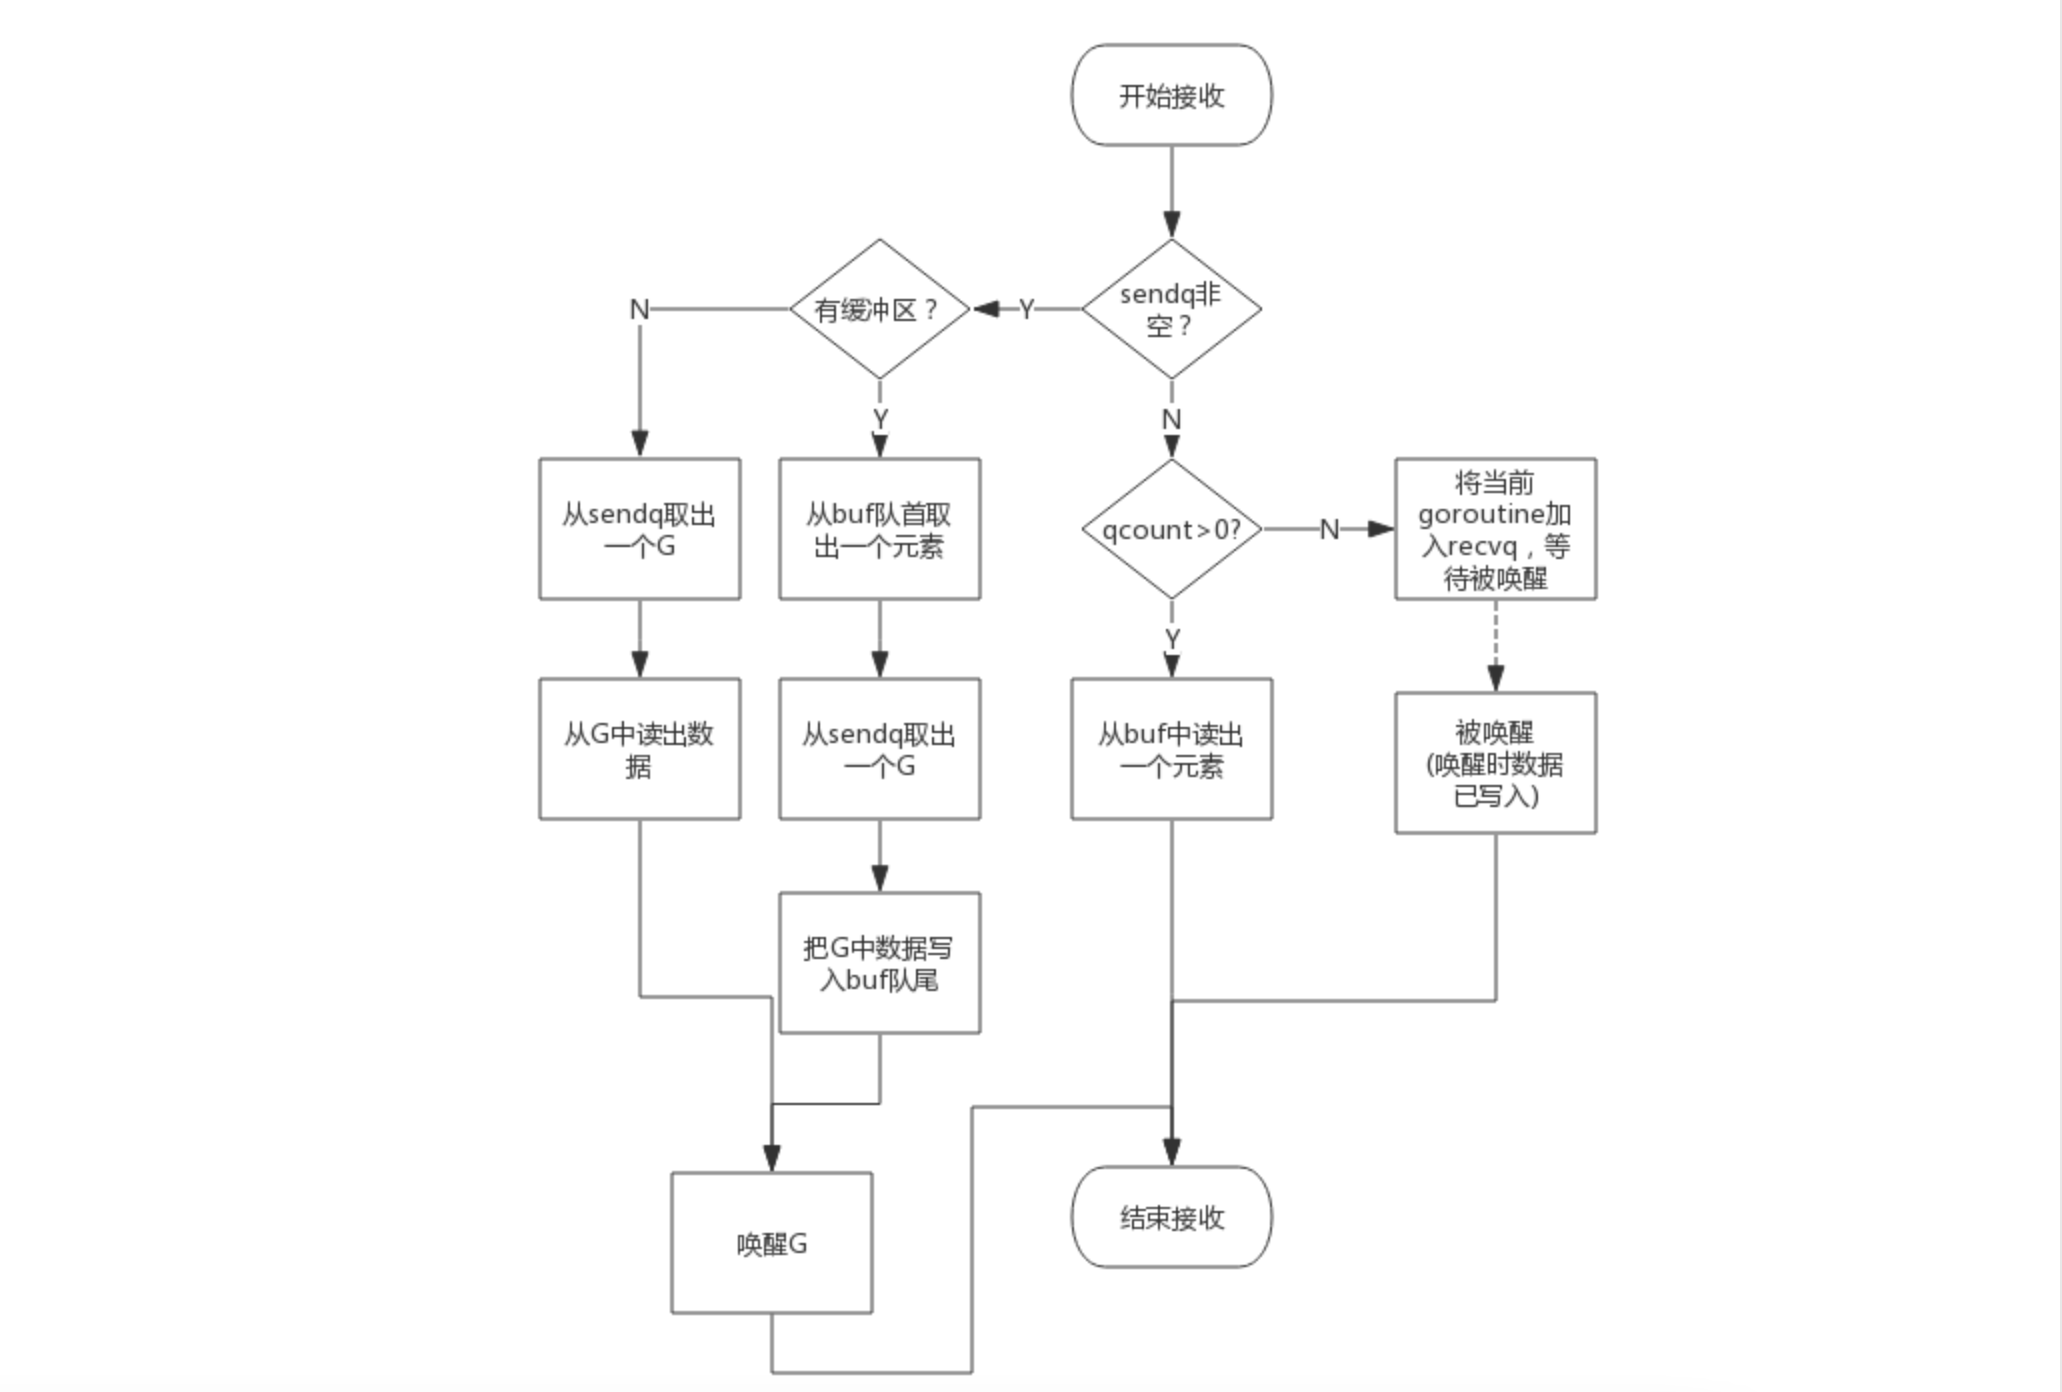 开始接收
sendq非
空？
Y
有缓冲区？
N
Y
N
从sendq取出
一个G
从buf队首取
出一个元素
qcount>0?
N
将当前
goroutine加
入recvq，等
待被唤醒
Y
从G中读出数
据
从sendq取出
一个G
从buf中读出
一个元素
被唤醒
(唤醒时数据
已写入)
把G中数据写
入buf队尾
唤醒G
结束接收